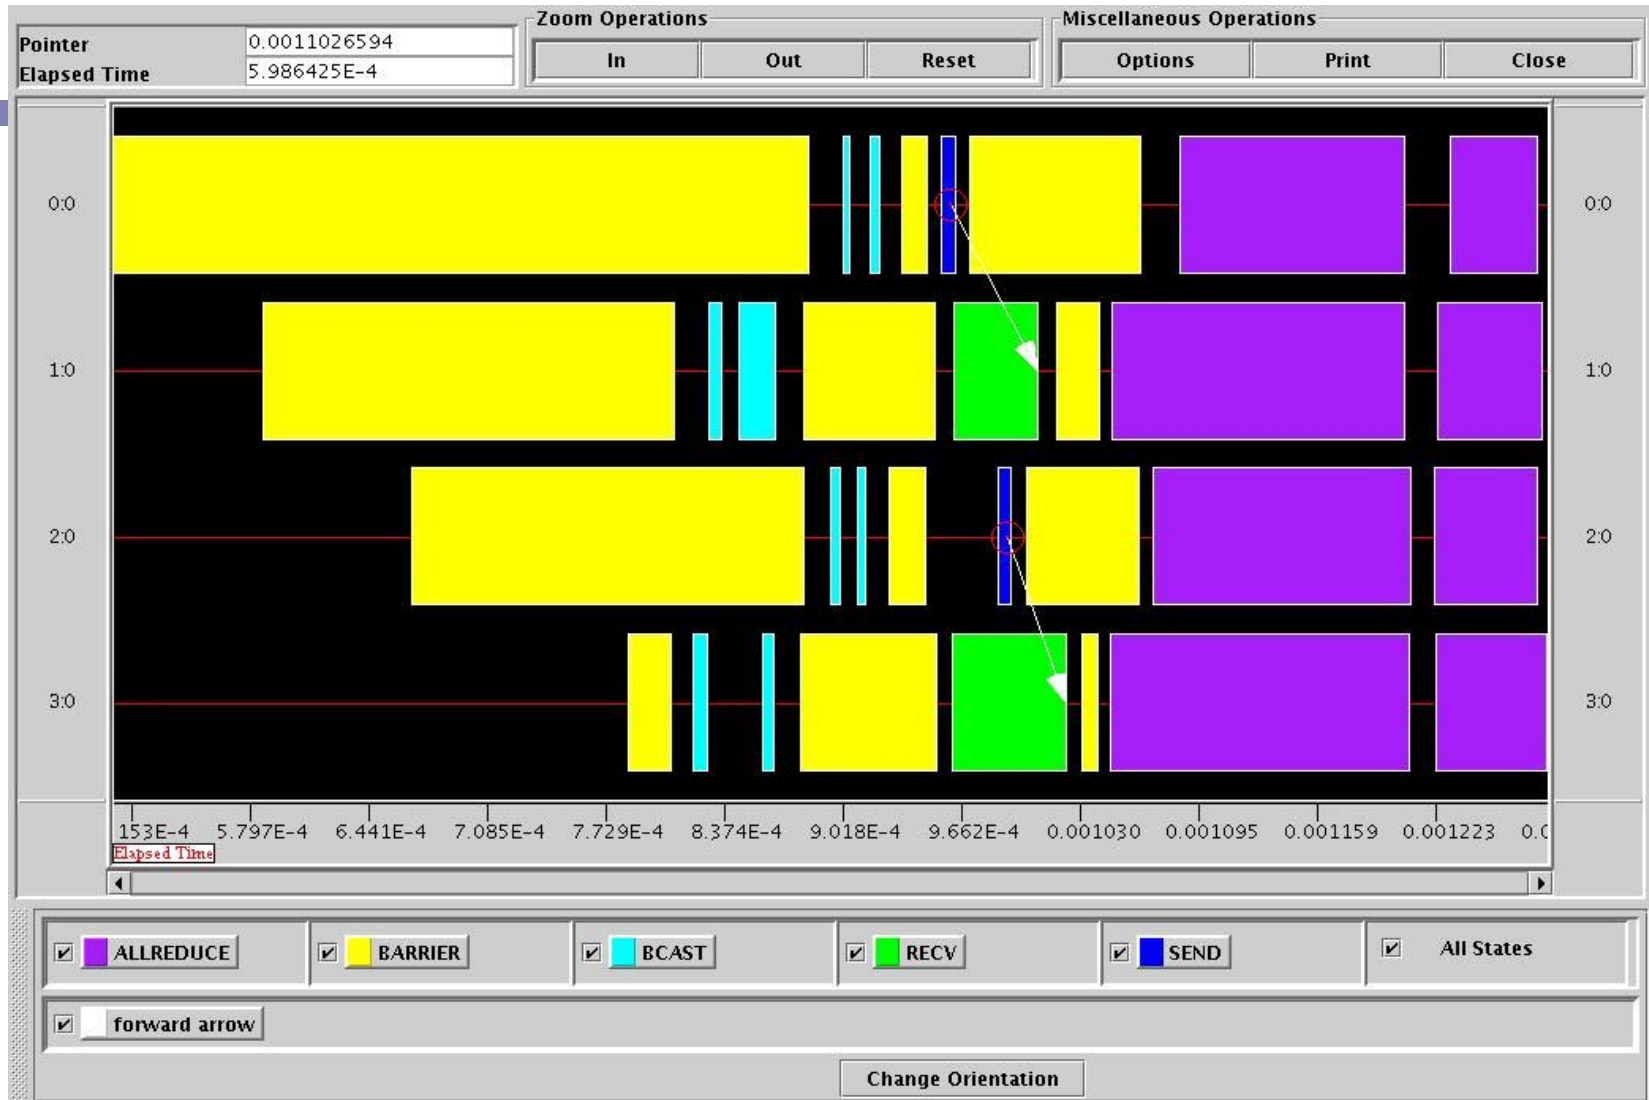 Zoom Operations
Miscellaneous Operations
Pointer 0.0011026594
Elapsed Time 5.986425E-4
In Out Reset
Options Print Close
0:0 0:0
1:0 1:0
2:0 2:0
3:0 3:0
153E-4 5.797E-4 6.441E-4 7.085E-4 7.729E-4 8.374E-4 9.018E-4 9.662E-4 0.001030 0.001095 0.001159 0.001223
Elapsed Time
ALLREDUCE BARRIER BCAST RECV SEND All States
forward arrow
Change Orientation